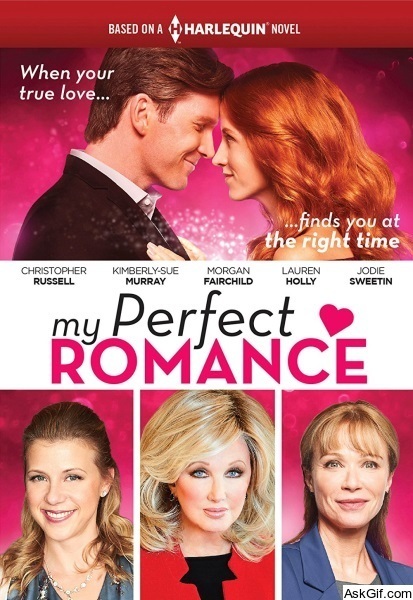 BASED ON A HARLEQUIN® NOVEL
When your
true love...
...finds you at
the right time
CHRISTOPHER RUSSELL
KIMBERLY-SUE MURRAY
MORGAN FAIRCHILD
LAUREN HOLLY
JODIE SWEETIN
my Perfect
ROMANCE
AskGif.com